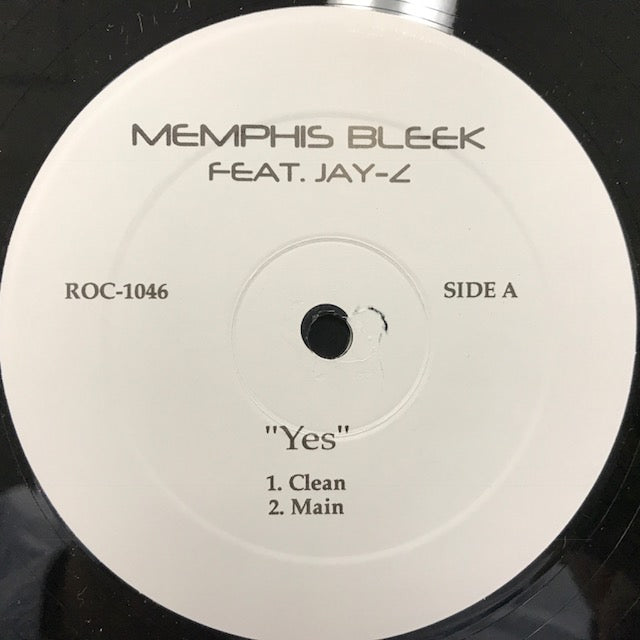 MEMPHIS BLEEK
FEAT. JAY-Z
ROC-1046
SIDE A
"Yes"
1. Clean
2. Main